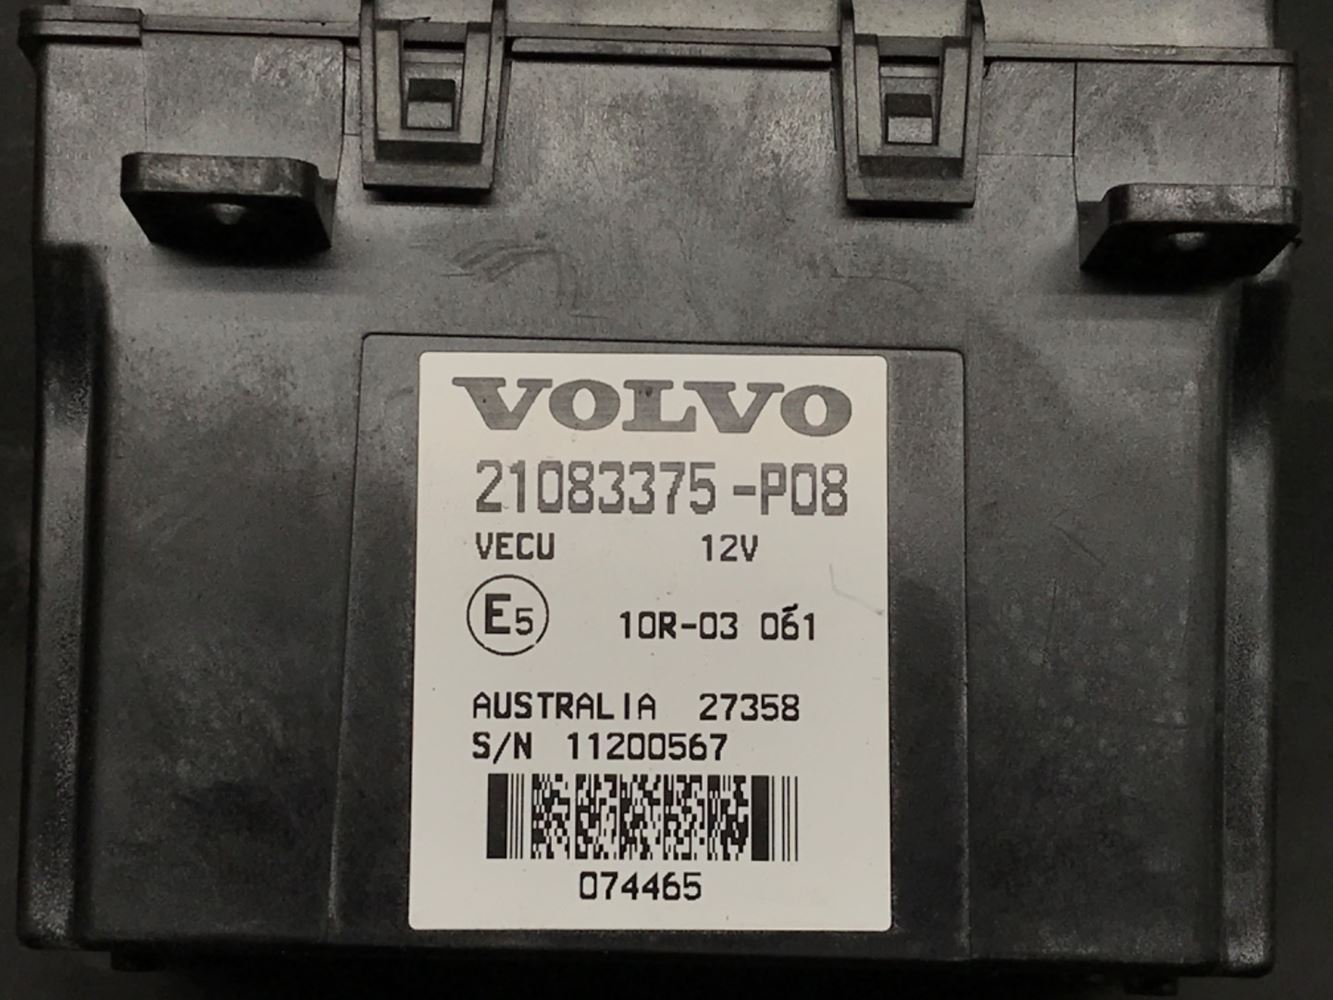 VOLVO
21083375-P08
VECU 12V
E5 10R-03 061
AUSTRALIA 27358
S/N 11200567
074465